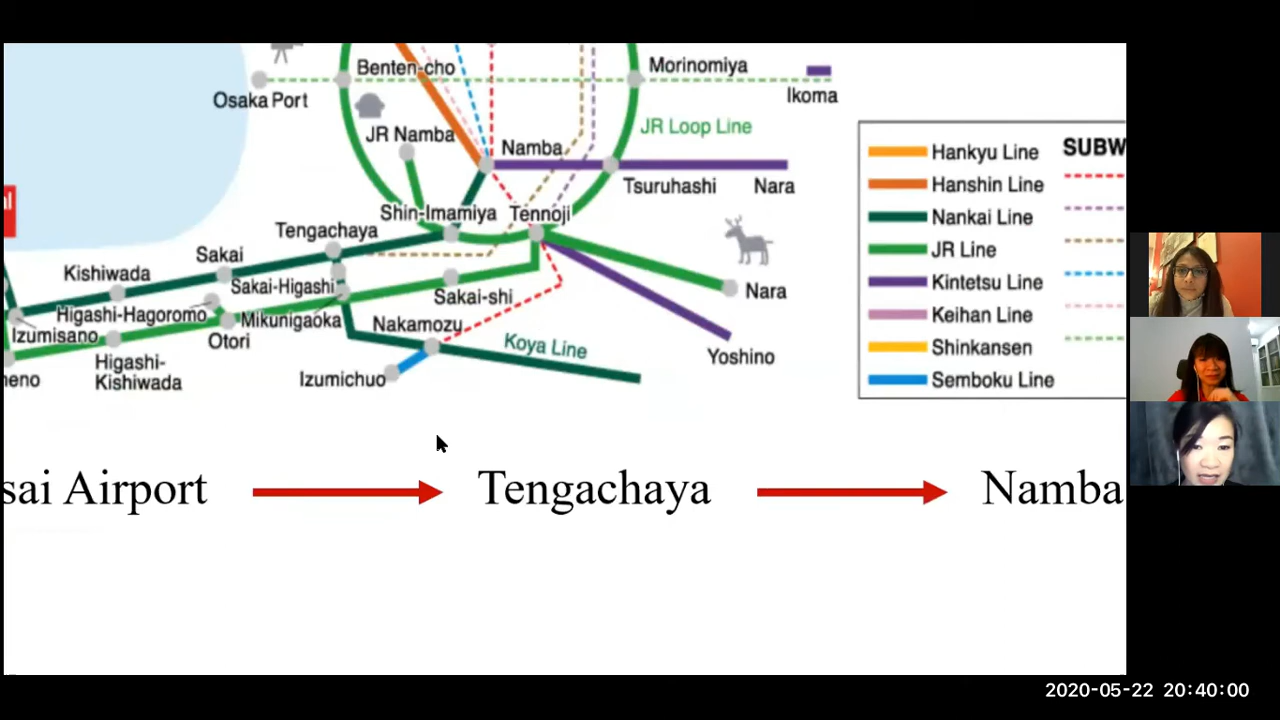 Benten-cho
Morinomiya
Osaka Port
Ikoma
JR Namba
JR Loop Line
Namba
Tsuruhashi
Nara
Shin-Imamiya
Tennoji
Tengachaya
Sakai
Kishiwada
Sakai-Higashi
Sakai-shi
Nara
Higashi-Hagoromo
Mikunigaoka
Nakamozu
Izumisano
Otori
Koya Line
Yoshino
Higashi-
Kishiwada
eno
Izumichuo
Hankyu Line
SUBW
Hanshin Line
Nankai Line
JR Line
Kintetsu Line
Keihan Line
Shinkansen
Semboku Line
sai Airport
Tengachaya
Namba
2020-05-22 20:40:00